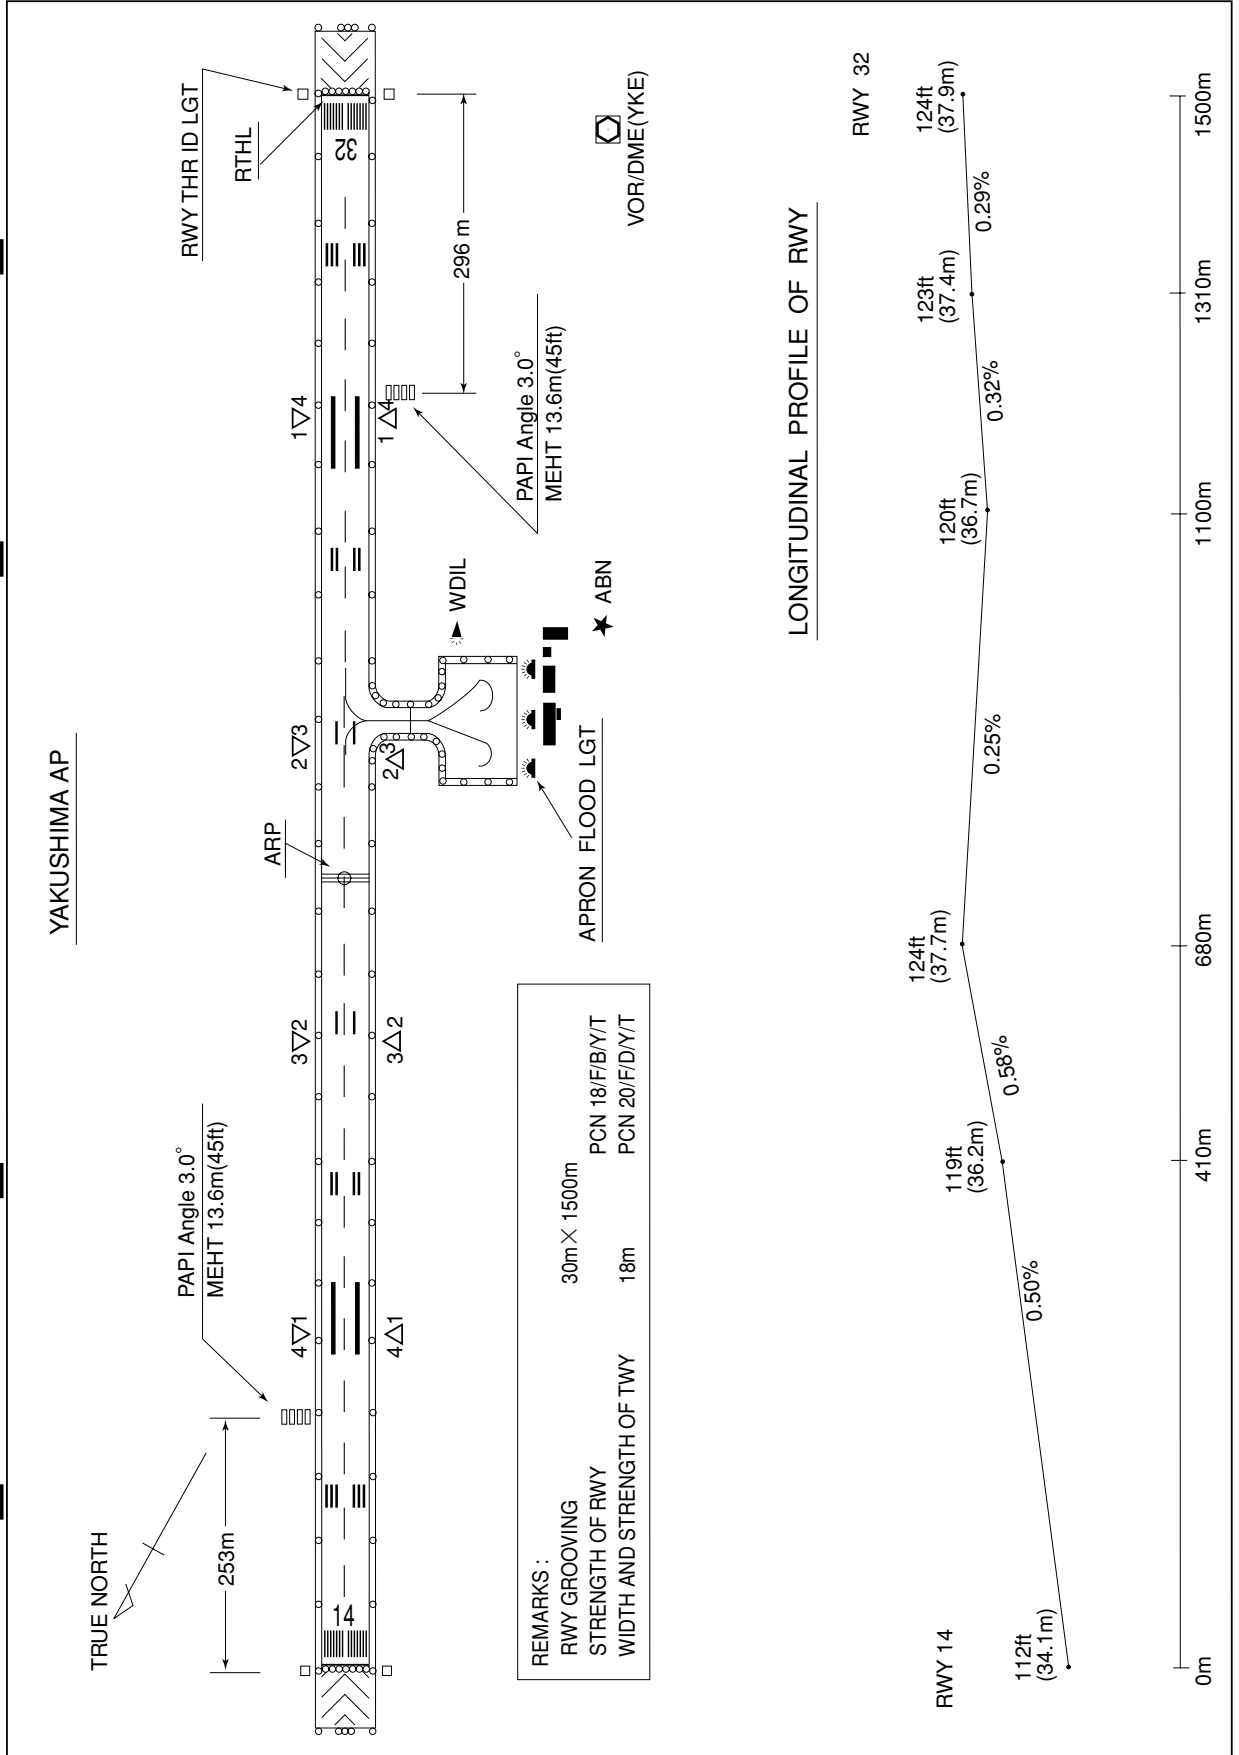 YAKUSHIMA AP
TRUE NORTH
253m
PAPI Angle 3.0°
MEHT 13.6m(45ft)
ARP
RWY THR ID LGT
RTHL
14
32
4▽1
3▽2
2▽3
1▽4
4△1
3△2
2△3
1△4
296 m
PAPI Angle 3.0°
MEHT 13.6m(45ft)
WDIL
ABN
APRON FLOOD LGT
VOR/DME(YKE)
REMARKS :
RWY GROOVING 30m×1500m
STRENGTH OF RWY PCN 18/F/B/Y/T
WIDTH AND STRENGTH OF TWY 18m PCN 20/F/D/Y/T
LONGITUDINAL PROFILE OF RWY
RWY 14
RWY 32
112ft
(34.1m)
119ft
(36.2m)
124ft
(37.7m)
120ft
(36.7m)
123ft
(37.4m)
124ft
(37.9m)
0.50%
0.58%
0.25%
0.32%
0.29%
0m
410m
680m
1100m
1310m
1500m